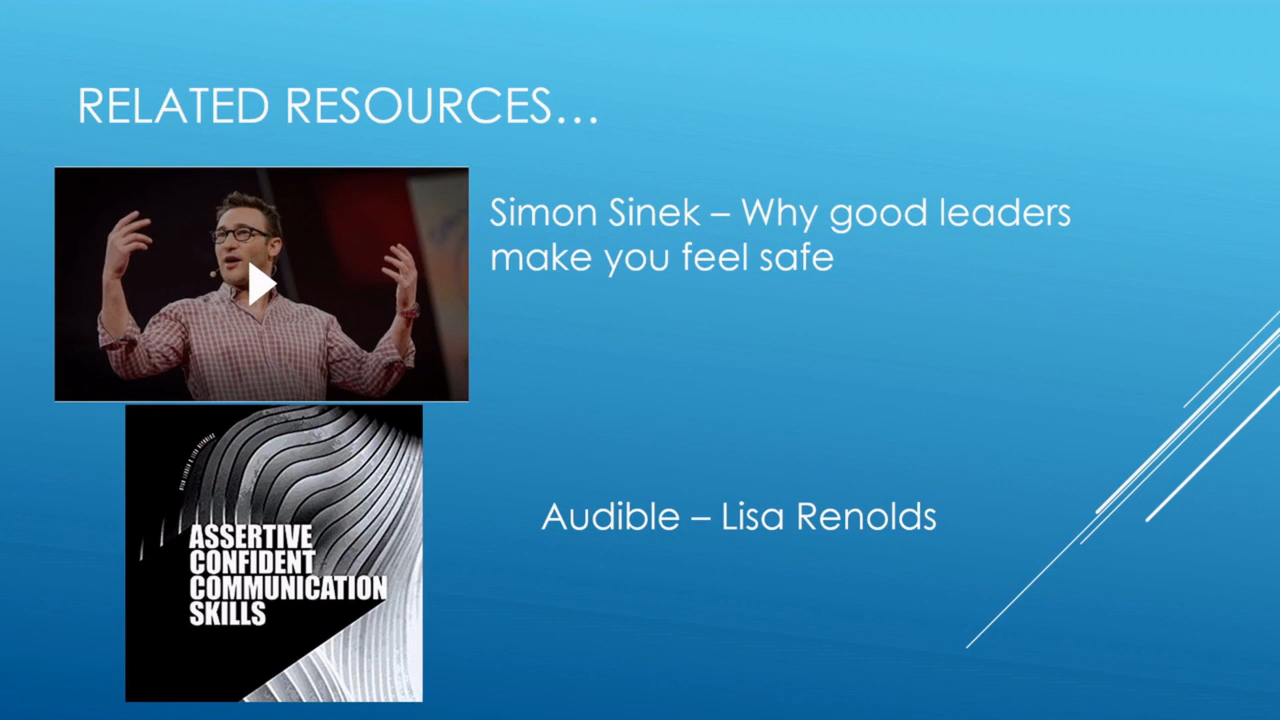 RELATED RESOURCES...
Simon Sinek – Why good leaders
make you feel safe
ASSERTIVE
CONFIDENT
COMMUNICATION
SKILLS
Audible – Lisa Renolds